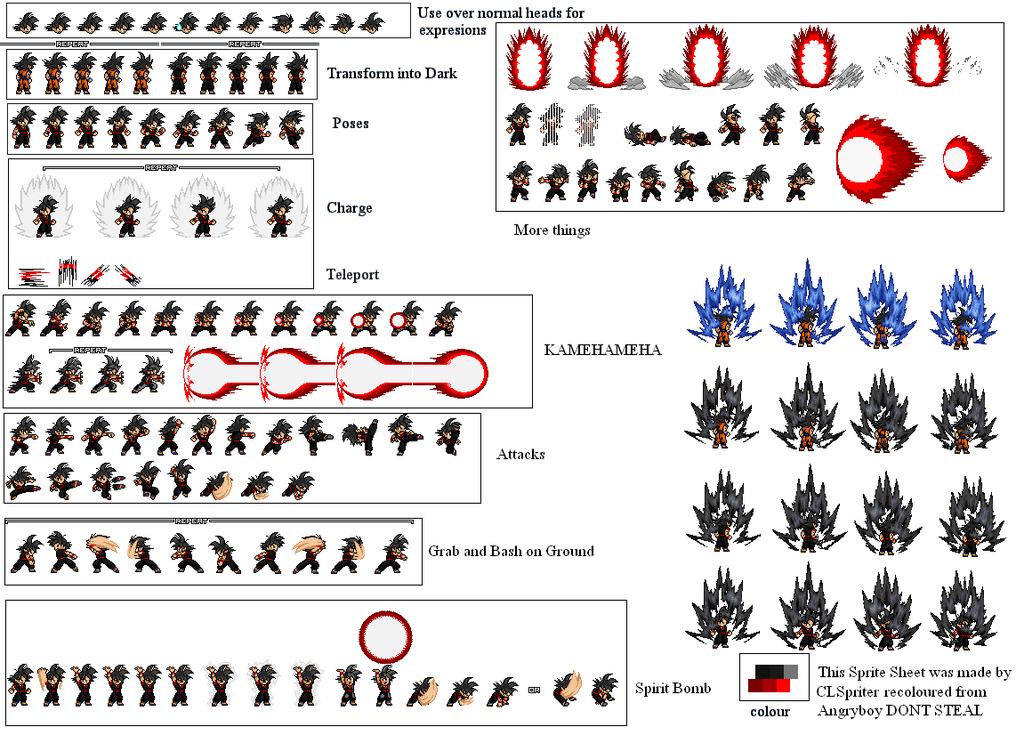 Use over normal heads for
expresions
REPEAT REPEAT
Transform into Dark
Poses
REPEAT
Charge
Teleport
More things
KAMEHAMEHA
REPEAT
Attacks
REPEAT
Grab and Bash on Ground
OR
Spirit Bomb
colour
This Sprite Sheet was made by
CLSpriter recoloured from
Angryboy DONT STEAL